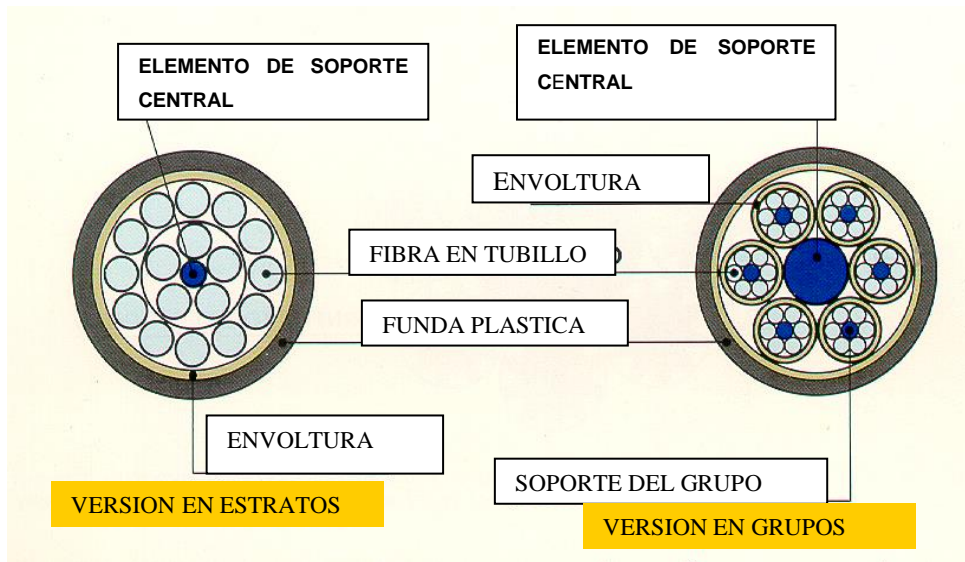 ELEMENTO DE SOPORTE
CENTRAL
ELEMENTO DE SOPORTE
CENTRAL
ENVOLTURA
FIBRA EN TUBILLO
FUNDA PLASTICA
ENVOLTURA
SOPORTE DEL GRUPO
VERSION EN ESTRATOS
VERSION EN GRUPOS